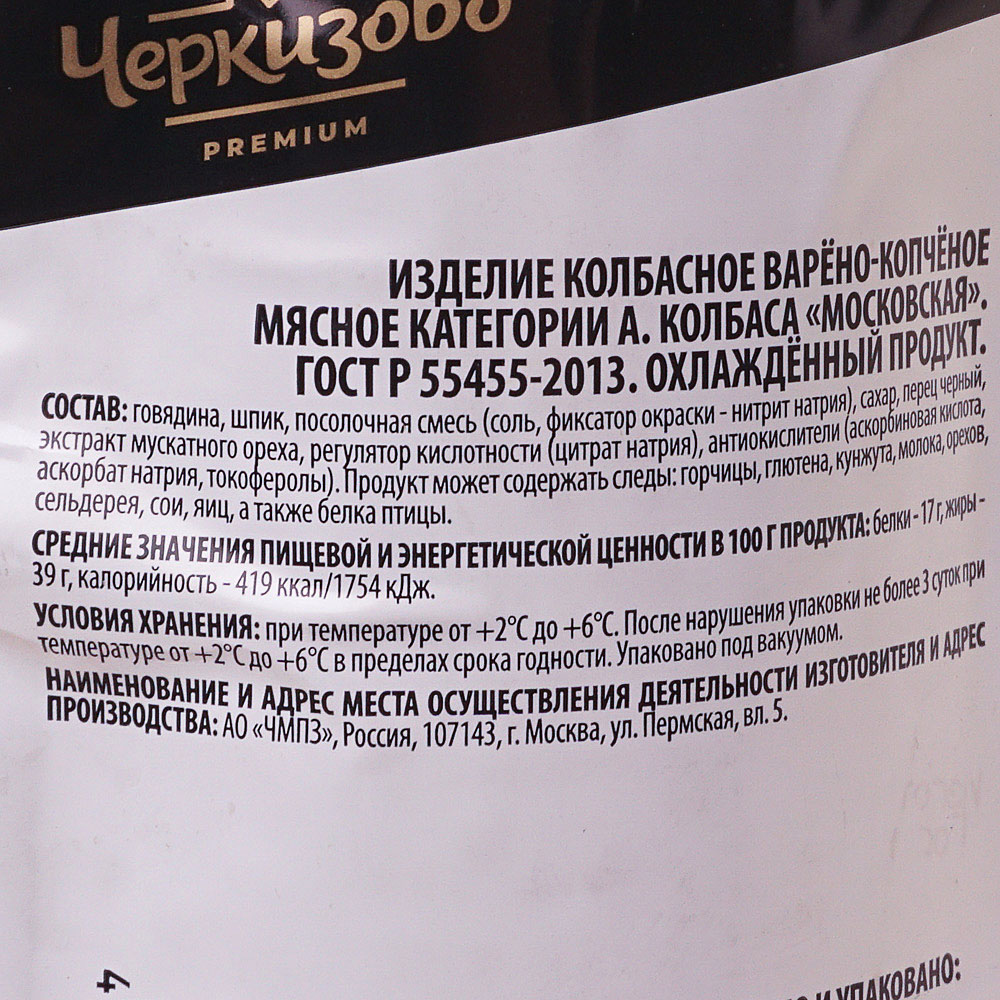 Черкизово
PREMIUM
ИЗДЕЛИЕ КОЛБАСНОЕ ВАРЁНО-КОПЧЁНОЕ
МЯСНОЕ КАТЕГОРИИ А. КОЛБАСА «МОСКОВСКАЯ».
ГОСТ Р 55455-2013. ОХЛАЖДЁННЫЙ ПРОДУКТ.
СОСТАВ: говядина, шпик, посолочная смесь (соль, фиксатор окраски - нитрит натрия), сахар, перец черный,
экстракт мускатного ореха, регулятор кислотности (цитрат натрия), антиокислители (аскорбиновая кислота,
аскорбат натрия, токоферолы). Продукт может содержать следы: горчицы, глютена, кунжута, молока, орехов,
сельдерея, сои, яиц, а также белка птицы.
СРЕДНИЕ ЗНАЧЕНИЯ ПИЩЕВОЙ И ЭНЕРГЕТИЧЕСКОЙ ЦЕННОСТИ В 100 Г ПРОДУКТА: белки - 17 г, жиры -
39 г, калорийность - 419 ккал/1754 кДж.
УСЛОВИЯ ХРАНЕНИЯ: при температуре от +2°С до +6°С. После нарушения упаковки не более 3 суток при
температуре от +2°С до +6°С в пределах срока годности. Упаковано под вакуумом.
НАИМЕНОВАНИЕ И АДРЕС МЕСТА ОСУЩЕСТВЛЕНИЯ ДЕЯТЕЛЬНОСТИ ИЗГОТОВИТЕЛЯ И АДРЕС
ПРОИЗВОДСТВА: АО «ЧМПЗ», Россия, 107143, г. Москва, ул. Пермская, вл. 5.
4
И УПАКОВАНО: